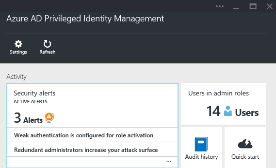 Azure AD Privileged Identity Management
Settings
Refresh
Activity
Security alerts
ACTIVE ALERTS
3 Alerts
Weak authentication is configured for role activation
Redundant administrators increase your attack surface
...
Users in admin roles
14 Users
Audit history
Quick start